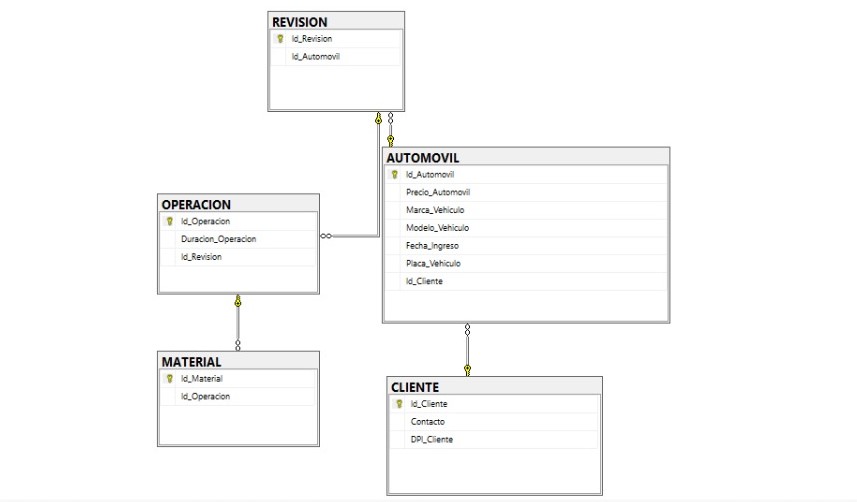 REVISION
Id_Revision
Id_Automovil
AUTOMOVIL
Id_Automovil
Precio_Automovil
Marca_Vehiculo
Modelo_Vehiculo
Fecha_Ingreso
Placa_Vehiculo
Id_Cliente
OPERACION
Id_Operacion
Duracion_Operacion
Id_Revision
MATERIAL
Id_Material
Id_Operacion
CLIENTE
Id_Cliente
Contacto
DPI_Cliente